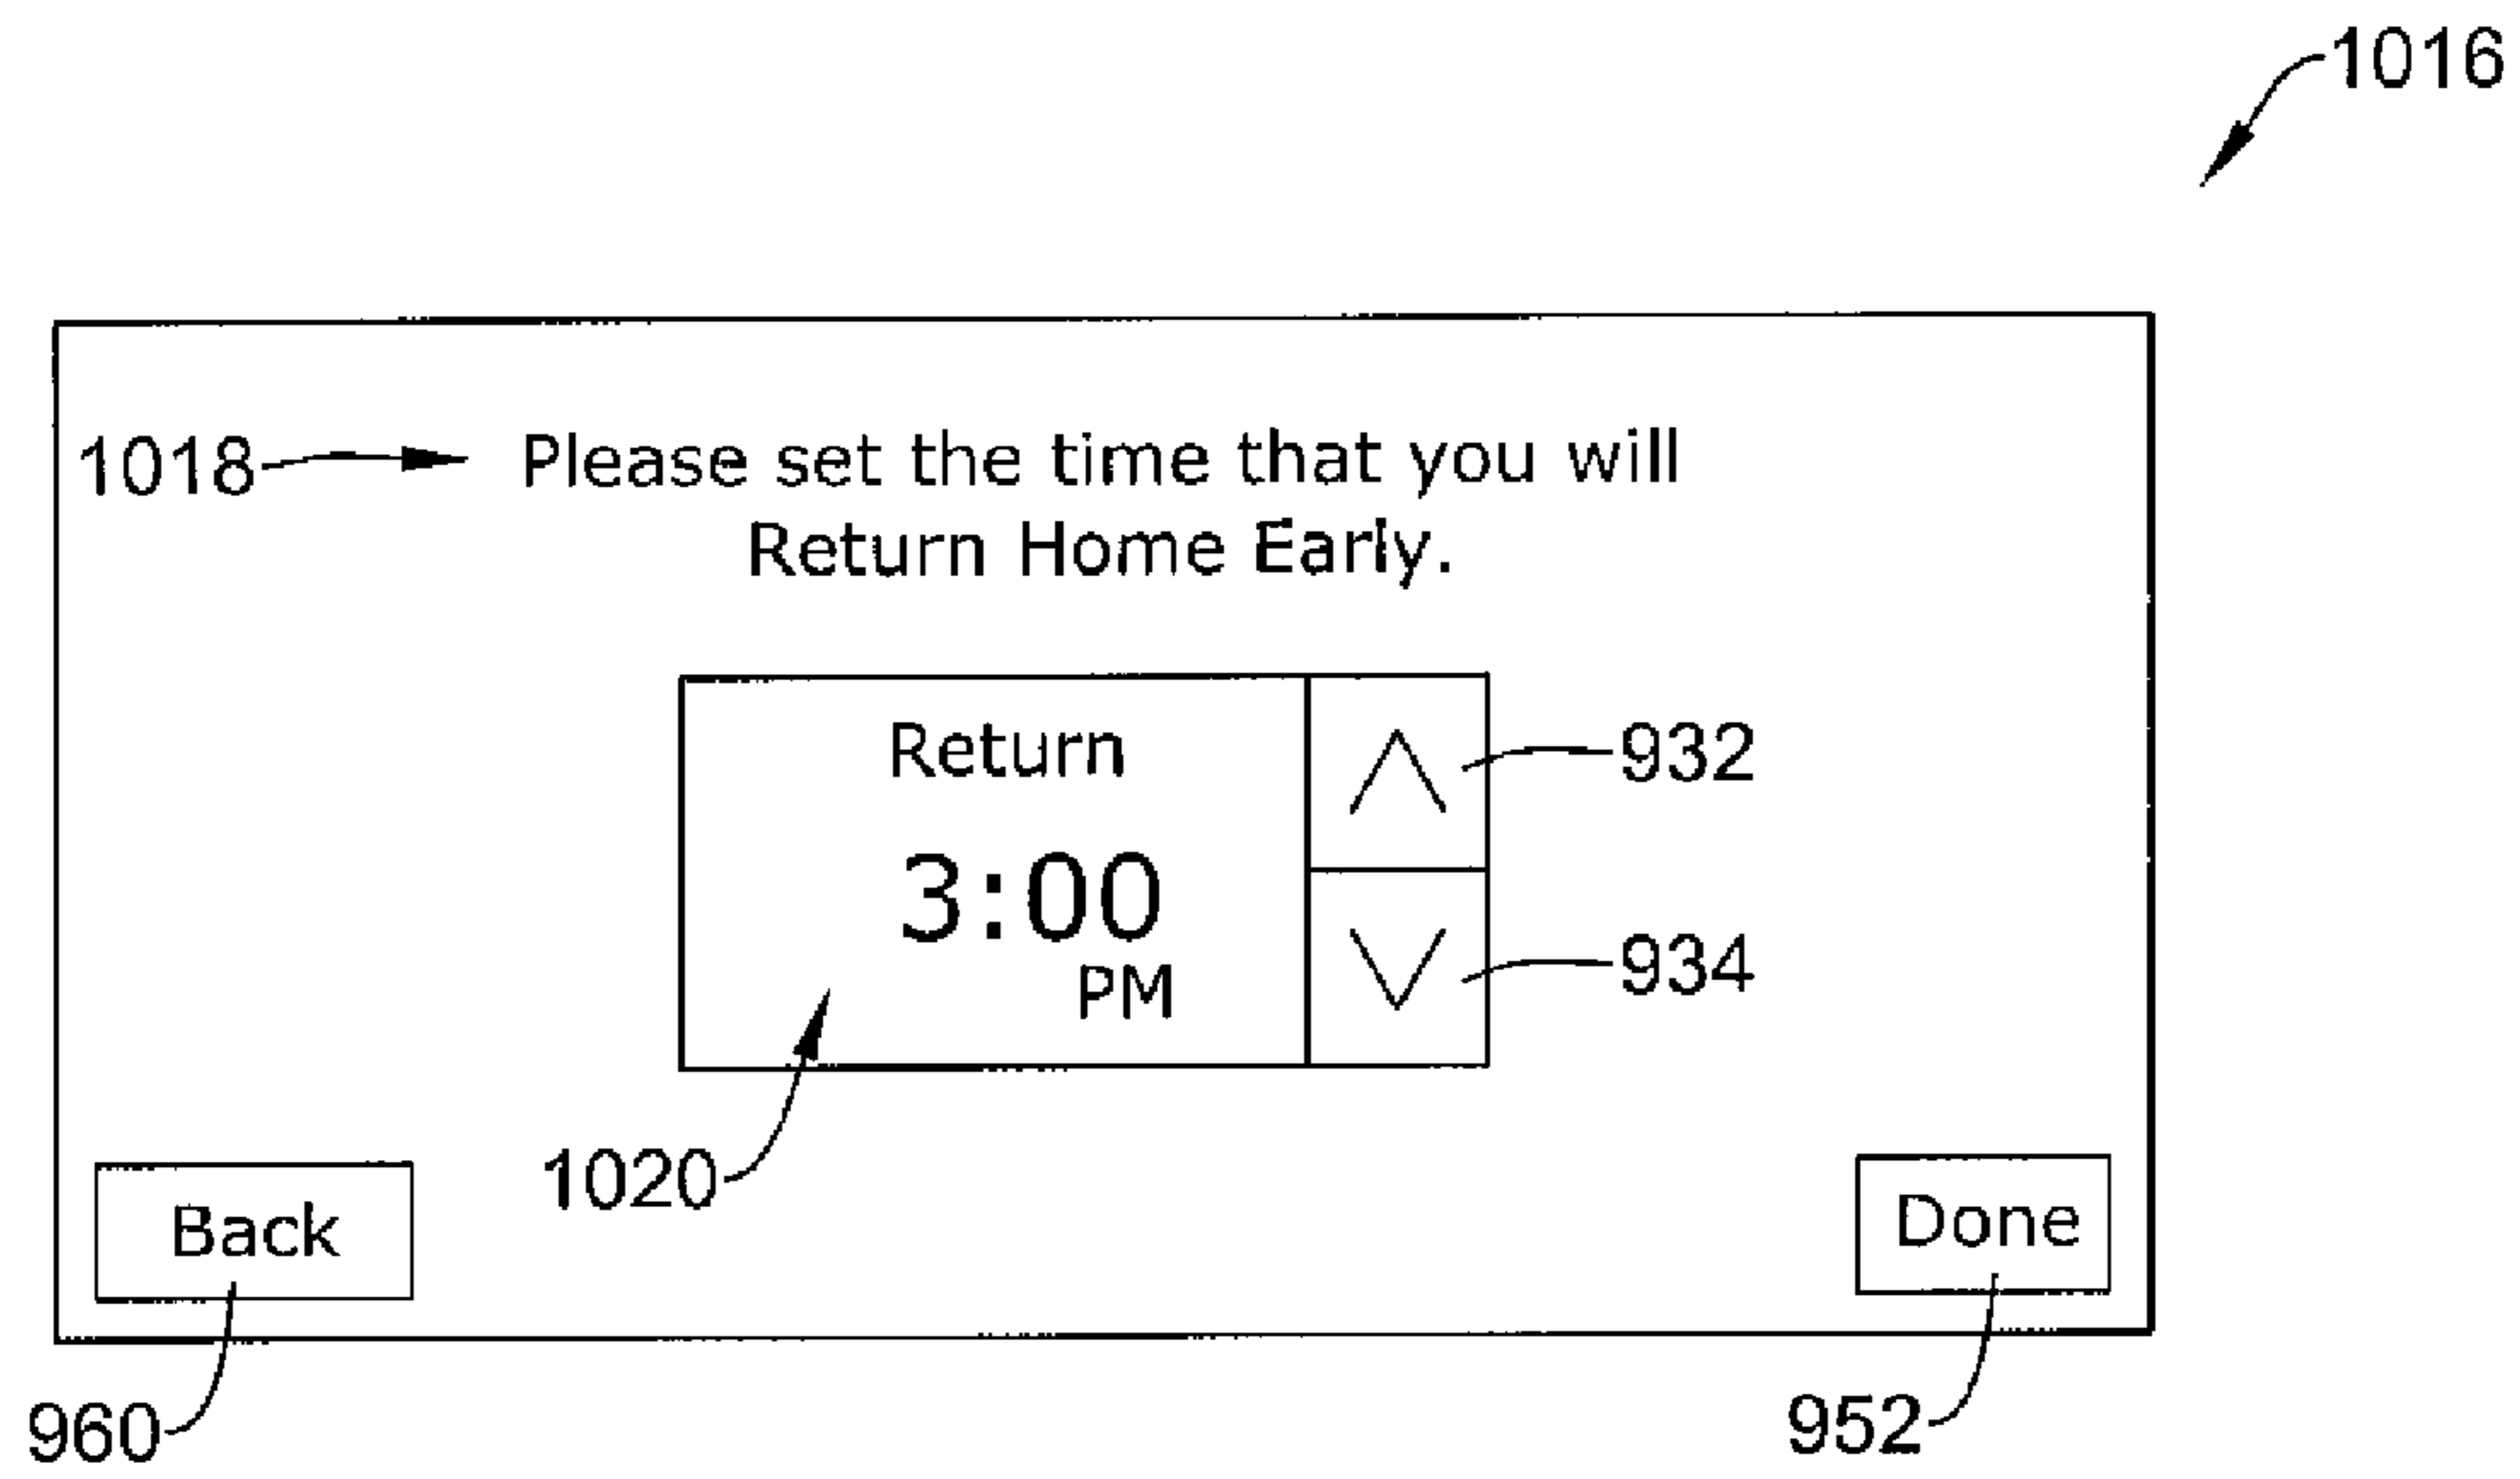 1016
1018 Please set the time that you will
Return Home Early.
Return
932
3:00
PM
934
1020
Back
Done
960
952